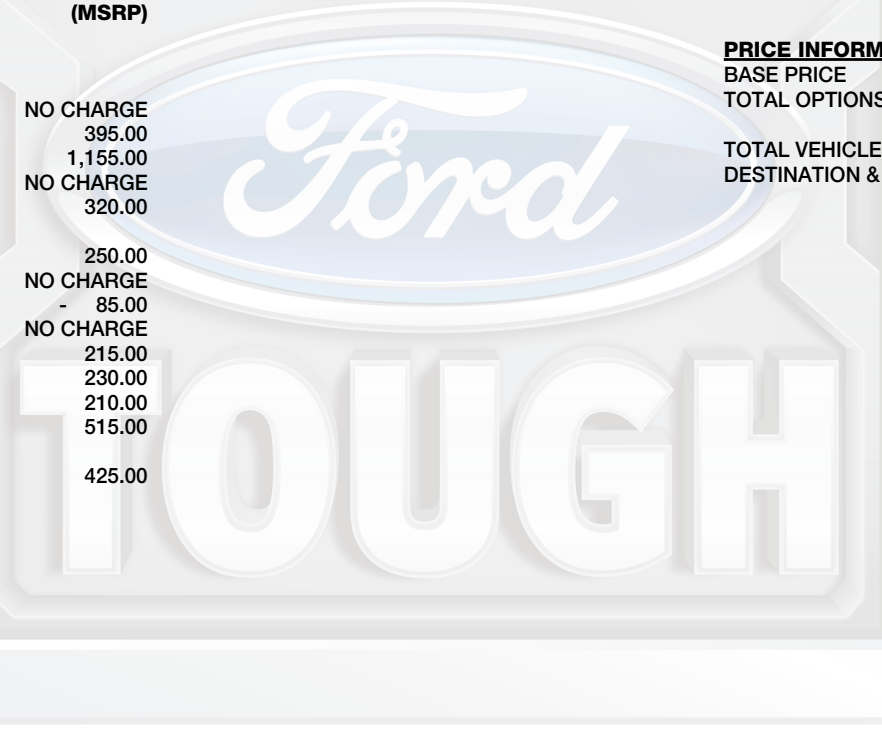 (MSRP)
NO CHARGE
395.00
1,155.00
NO CHARGE
320.00
250.00
NO CHARGE
- 85.00
NO CHARGE
215.00
230.00
210.00
515.00
425.00
PRICE INFORM
BASE PRICE
TOTAL OPTIONS
TOTAL VEHICLE
DESTINATION &
Ford
TOUGH